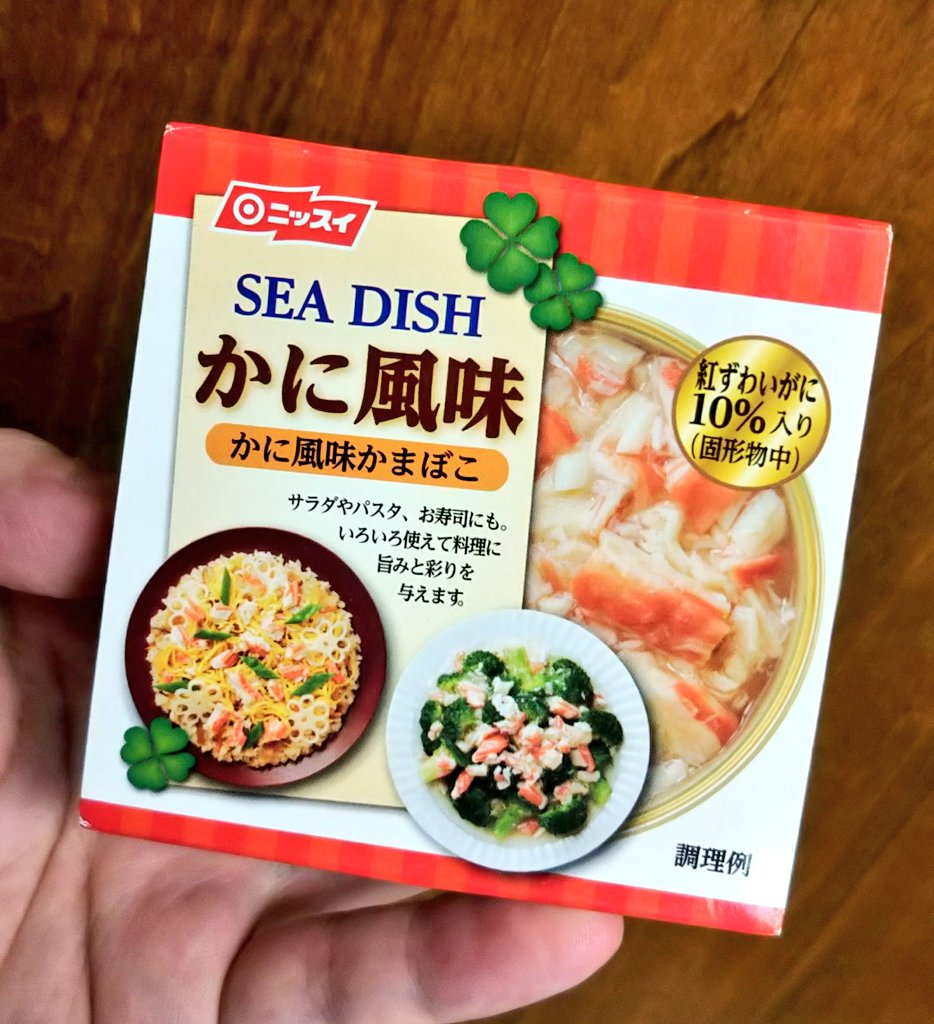 ニッスイ
SEA DISH
かに風味
かに風味かまぼこ
サラダやパスタ、お寿司にも。
いろいろ使えて料理に
旨みと彩りを
与えます。
紅ずわいがに
10%入り
(固形物中)
調理例